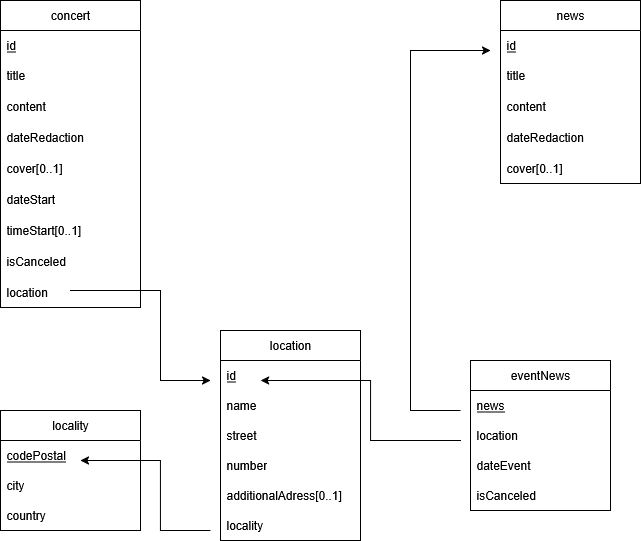 concert
id
title
content
dateRedaction
cover[0..1]
dateStart
timeStart[0..1]
isCanceled
location
news
id
title
content
dateRedaction
cover[0..1]
location
id
name
street
number
additionalAdress[0..1]
locality
eventNews
news
location
dateEvent
isCanceled
locality
codePostal
city
country